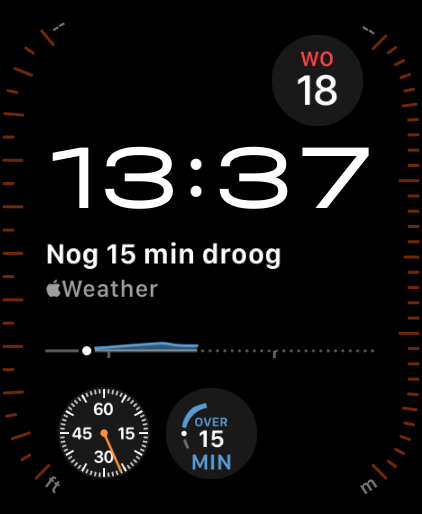 --
--
WO
18
13:37
Nog 15 min droog
Weather
60
45 15
30
OVER
15
MIN
ft
m